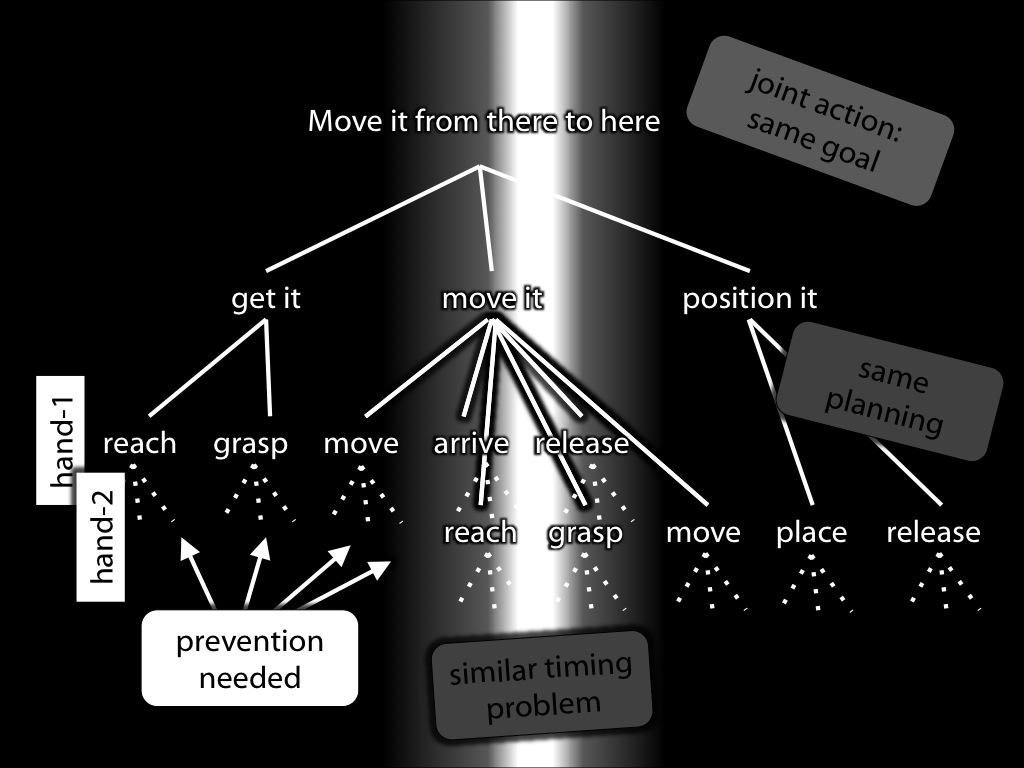 joint action:
same goal
Move it from there to here
get it
move it
position it
same
planning
hand-1
reach
grasp
move
arrive
release
hand-2
reach
grasp
move
place
release
prevention
needed
similar timing
problem